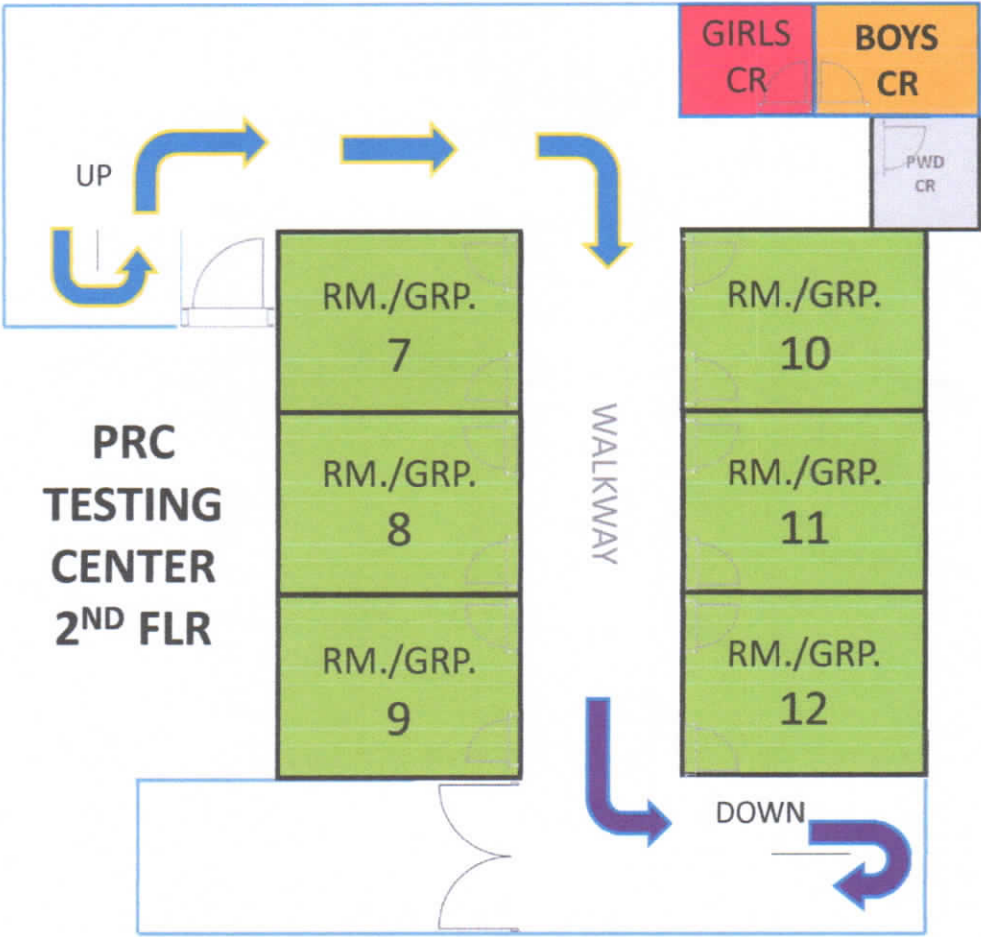 GIRLS
CR
BOYS
CR
UP
PWD
CR
RM./GRP.
7
RM./GRP.
10
PRC
TESTING
CENTER
2ND FLR
WALKWAY
RM./GRP.
8
RM./GRP.
11
RM./GRP.
9
RM./GRP.
12
DOWN